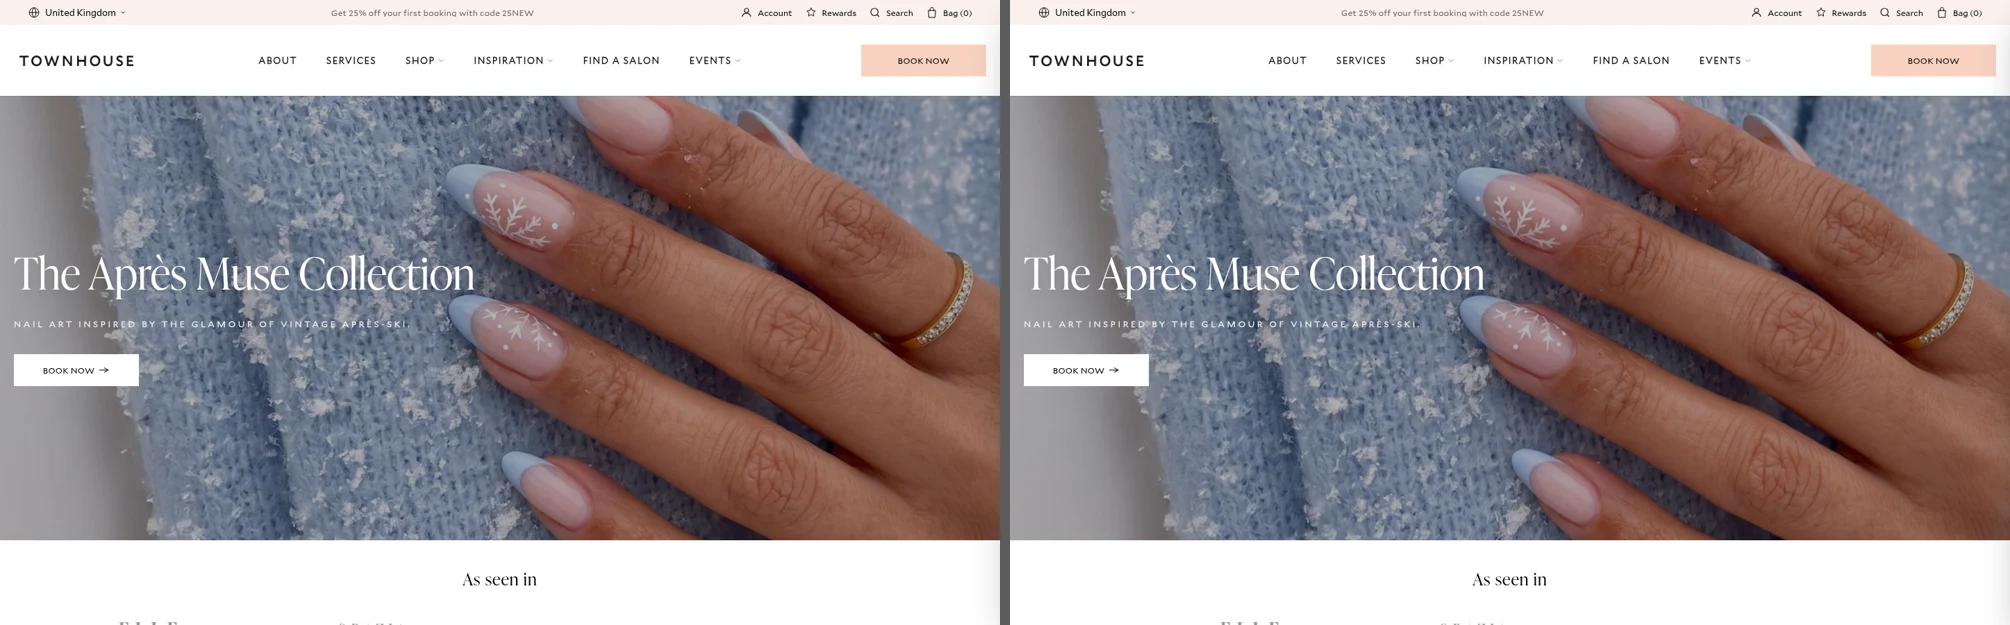 United Kingdom
Get 25% off your first booking with code 25NEW
Account
Rewards
Search
Bag (0)
TOWNHOUSE
ABOUT
SERVICES
SHOP
INSPIRATION
FIND A SALON
EVENTS
BOOK NOW
The Après Muse Collection
NAIL ART INSPIRED BY THE GLAMOUR OF VINTAGE APRÈS-SKI.
BOOK NOW
As seen in
United Kingdom
Get 25% off your first booking with code 25NEW
Account
Rewards
Search
Bag (0)
TOWNHOUSE
ABOUT
SERVICES
SHOP
INSPIRATION
FIND A SALON
EVENTS
BOOK NOW
The Après Muse Collection
NAIL ART INSPIRED BY THE GLAMOUR OF VINTAGE APRÈS-SKI.
BOOK NOW
As seen in